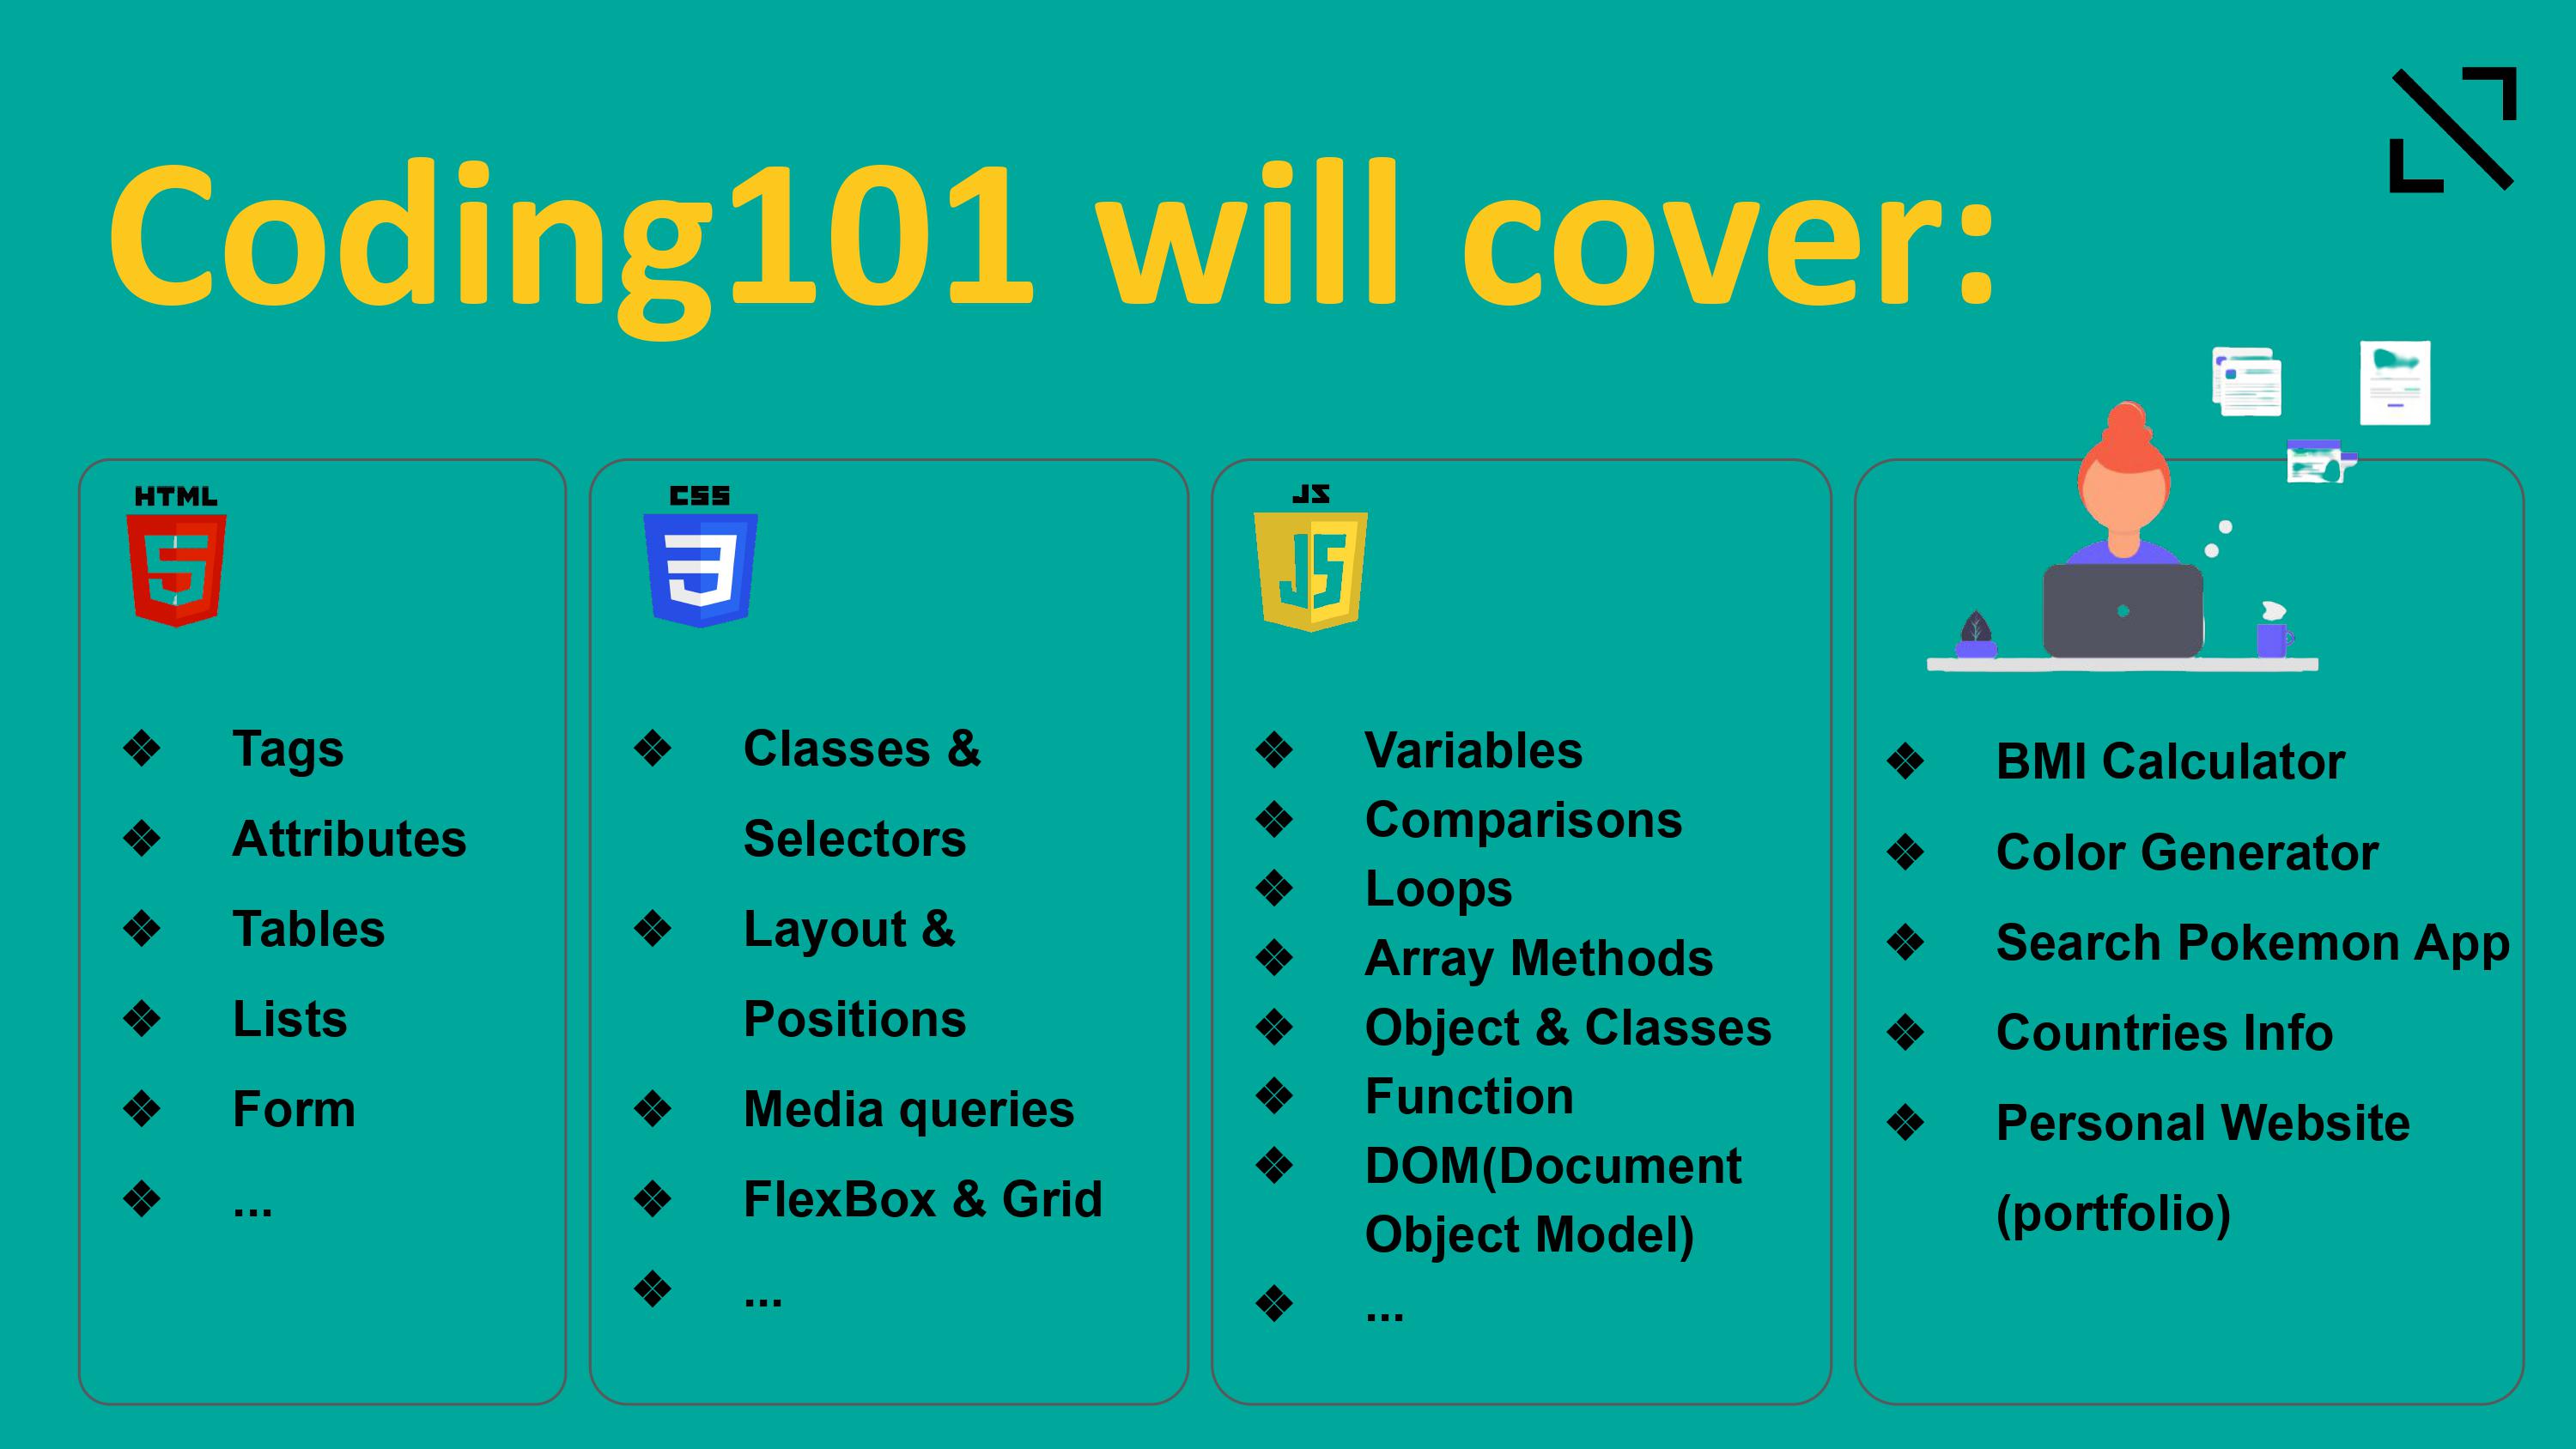 Coding101 will cover:
HTML
5
❖ Tags
❖ Attributes
❖ Tables
❖ Lists
❖ Form
❖ ...
CSS
3
❖ Classes &
Selectors
❖ Layout &
Positions
❖ Media queries
❖ FlexBox & Grid
❖ ...
JS
JS
❖ Variables
❖ Comparisons
❖ Loops
❖ Array Methods
❖ Object & Classes
❖ Function
❖ DOM(Document
Object Model)
❖ ...
❖ BMI Calculator
❖ Color Generator
❖ Search Pokemon App
❖ Countries Info
❖ Personal Website
(portfolio)